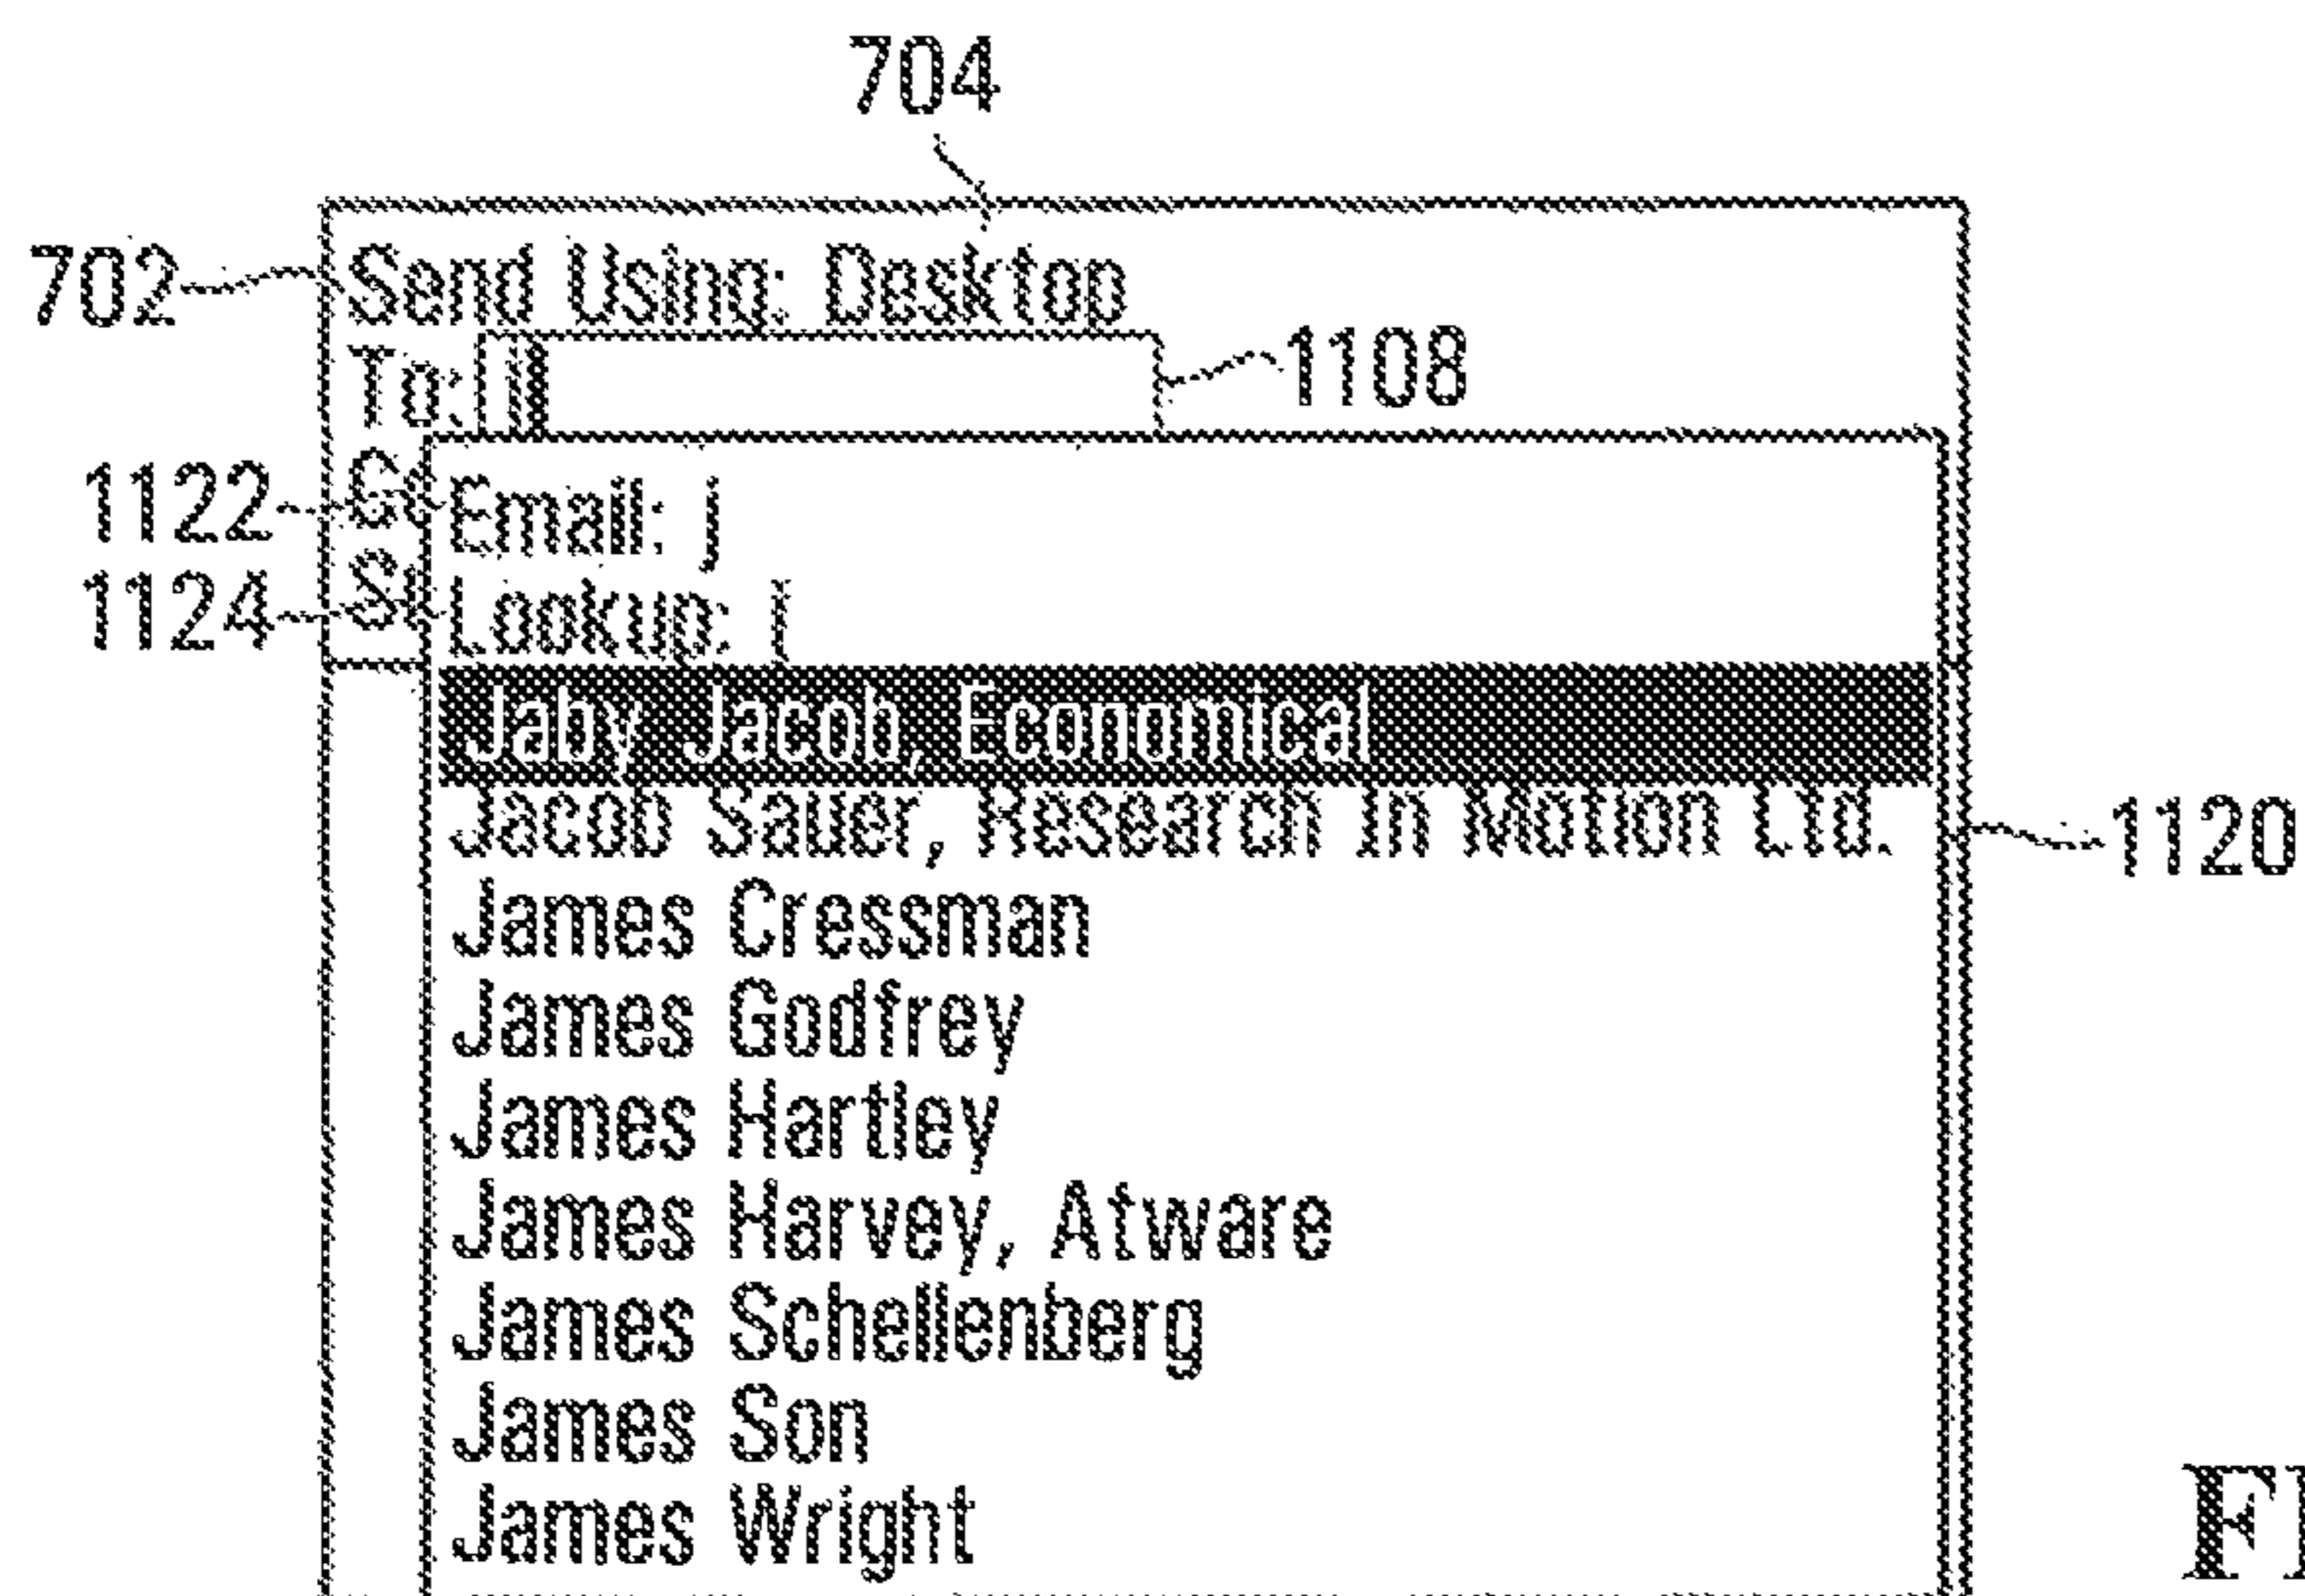 704
702 Send Using: Desktop
To: j 1108
1122 Email: j
1124 Lookup: j
Jaby Jacob, Economical
Jacob Sauer, Research In Motion Ltd.
1120
James Cressman
James Godfrey
James Hartley
James Harvey, Atware
James Schellenberg
James Son
James Wright